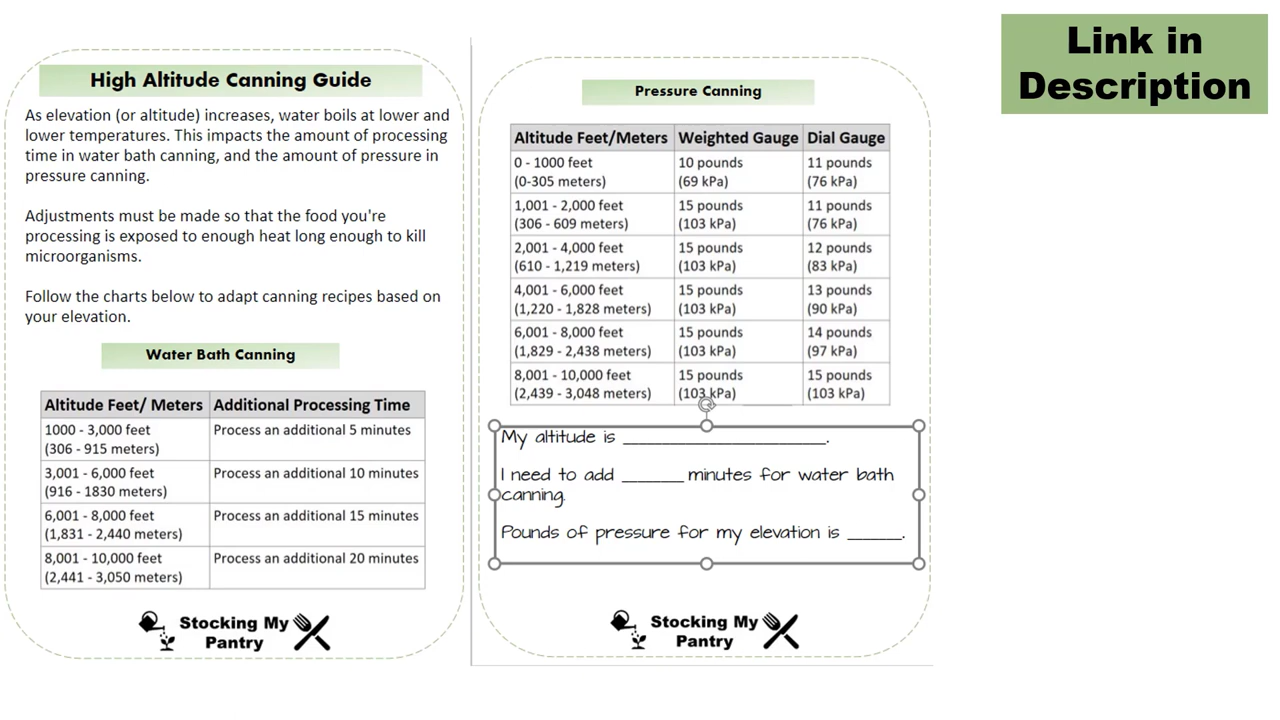 Link in
Description
High Altitude Canning Guide
As elevation (or altitude) increases, water boils at lower and
lower temperatures. This impacts the amount of processing
time in water bath canning, and the amount of pressure in
pressure canning.
Adjustments must be made so that the food you're
processing is exposed to enough heat long enough to kill
microorganisms.
Follow the charts below to adapt canning recipes based on
your elevation.
Water Bath Canning
Altitude Feet/ Meters Additional Processing Time
1000 - 3,000 feet Process an additional 5 minutes
(306 - 915 meters)
3,001 - 6,000 feet Process an additional 10 minutes
(916 - 1830 meters)
6,001 - 8,000 feet Process an additional 15 minutes
(1,831 - 2,440 meters)
8,001 - 10,000 feet Process an additional 20 minutes
(2,441 - 3,050 meters)
Stocking My
Pantry
Pressure Canning
Altitude Feet/Meters Weighted Gauge Dial Gauge
0 - 1000 feet 10 pounds 11 pounds
(0-305 meters) (69 kPa) (76 kPa)
1,001 - 2,000 feet 15 pounds 11 pounds
(306 - 609 meters) (103 kPa) (76 kPa)
2,001 - 4,000 feet 15 pounds 12 pounds
(610 - 1,219 meters) (103 kPa) (83 kPa)
4,001 - 6,000 feet 15 pounds 13 pounds
(1,220 - 1,828 meters) (103 kPa) (90 kPa)
6,001 - 8,000 feet 15 pounds 14 pounds
(1,829 - 2,438 meters) (103 kPa) (97 kPa)
8,001 - 10,000 feet 15 pounds 15 pounds
(2,439 - 3,048 meters) (103 kPa) (103 kPa)
My altitude is ____________________.
I need to add ______ minutes for water bath
canning.
Pounds of pressure for my elevation is _____.
Stocking My
Pantry